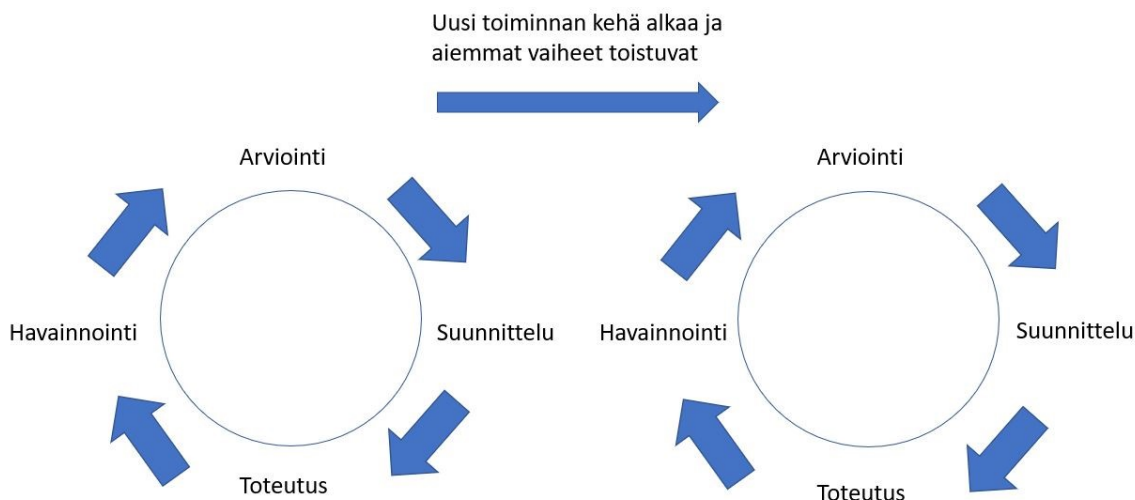 Uusi toiminnan kehä alkaa ja
aiemmat vaiheet toistuvat
Arviointi
Havainnointi
Suunnittelu
Toteutus
Arviointi
Havainnointi
Suunnittelu
Toteutus